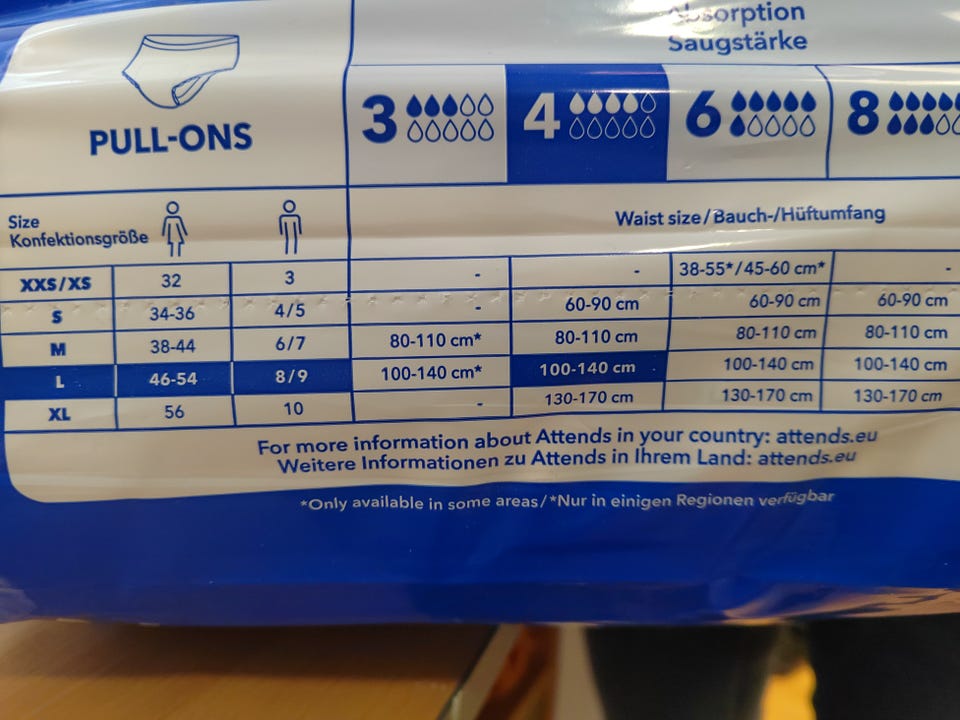 Absorption
Saugstärke
PULL-ONS
3 4 6 8
Size
Konfektionsgröße
Waist size/Bauch-/Hüftumfang
XXS/XS 32 3 - - 38-55*/45-60 cm* -
S 34-36 4/5 - 60-90 cm 60-90 cm 60-90 cm
M 38-44 6/7 80-110 cm* 80-110 cm 80-110 cm 80-110 cm
L 46-54 8/9 100-140 cm* 100-140 cm 100-140 cm 100-140 cm
XL 56 10 - 130-170 cm 130-170 cm 130-170 cm
For more information about Attends in your country: attends.eu
Weitere Informationen zu Attends in Ihrem Land: attends.eu
*Only available in some areas/*Nur in einigen Regionen verfügbar